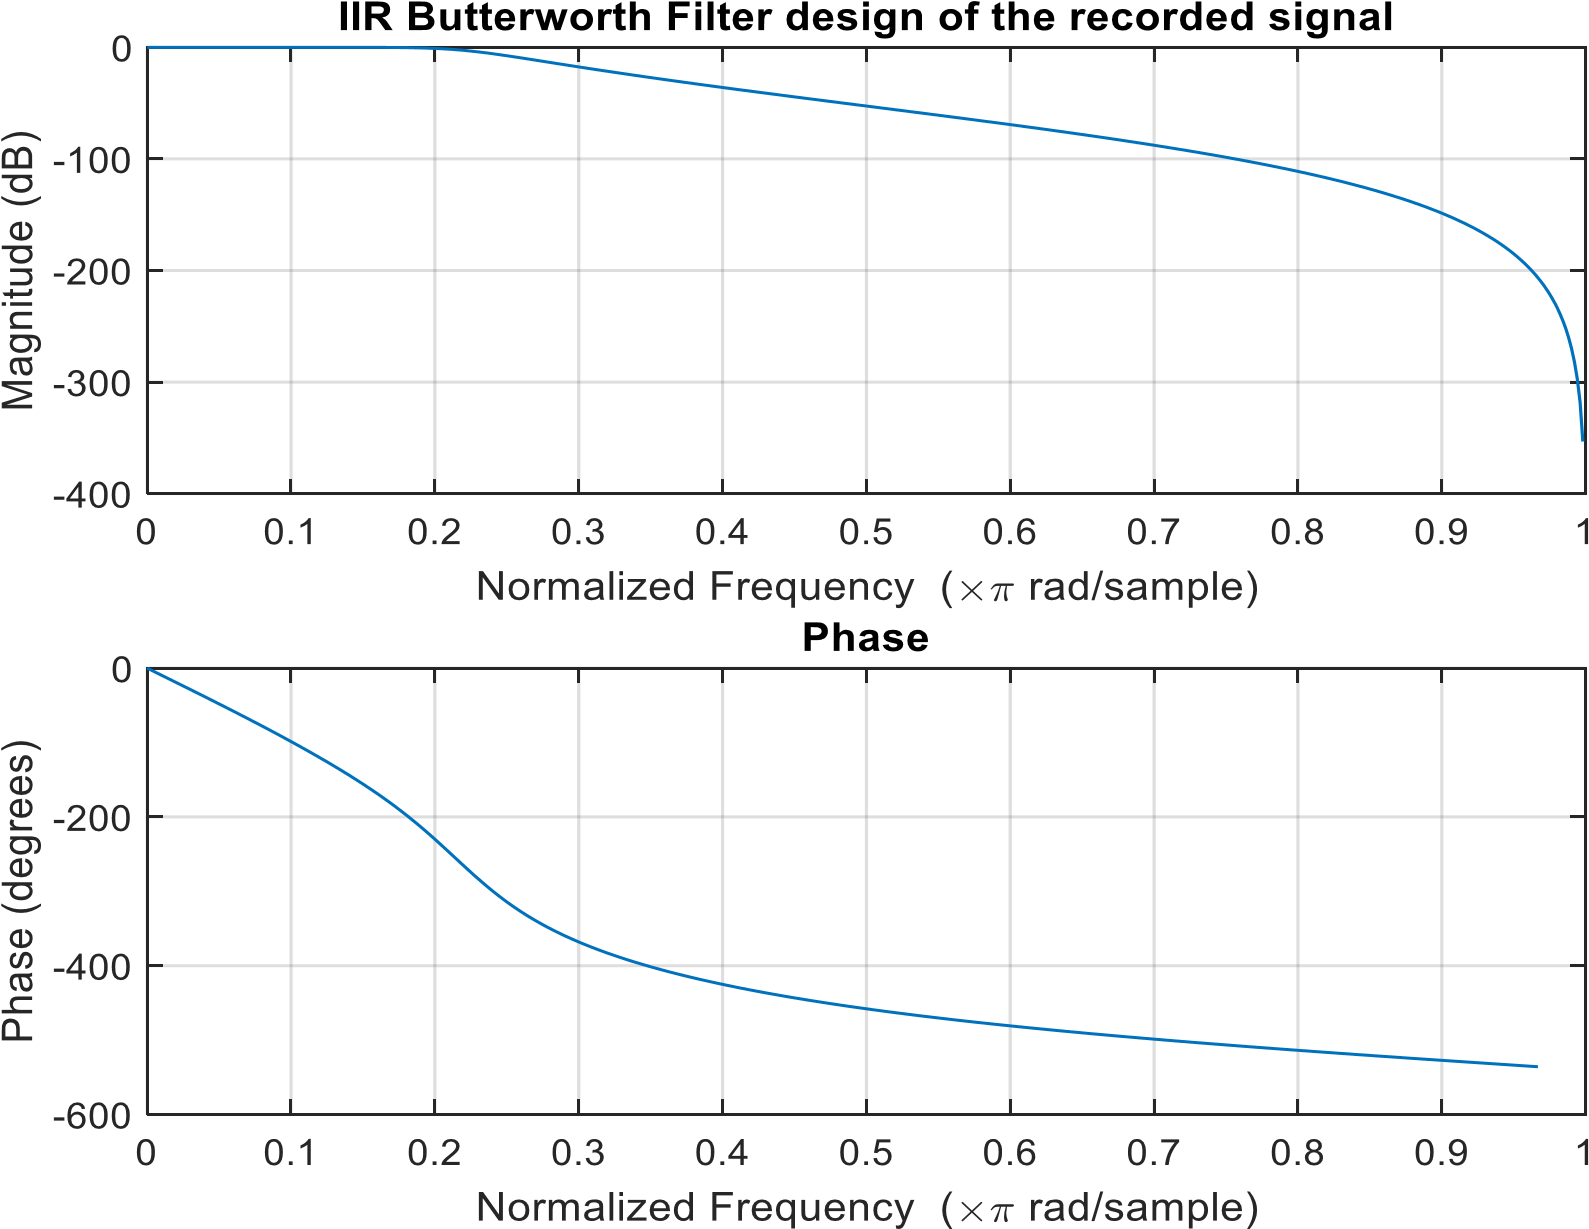 IIR Butterworth Filter design of the recorded signal
0
-100
-200
-300
-400
Magnitude (dB)
0 0.1 0.2 0.3 0.4 0.5 0.6 0.7 0.8 0.9 1
Normalized Frequency (×π rad/sample)
Phase
0
-200
-400
-600
Phase (degrees)
0 0.1 0.2 0.3 0.4 0.5 0.6 0.7 0.8 0.9 1
Normalized Frequency (×π rad/sample)